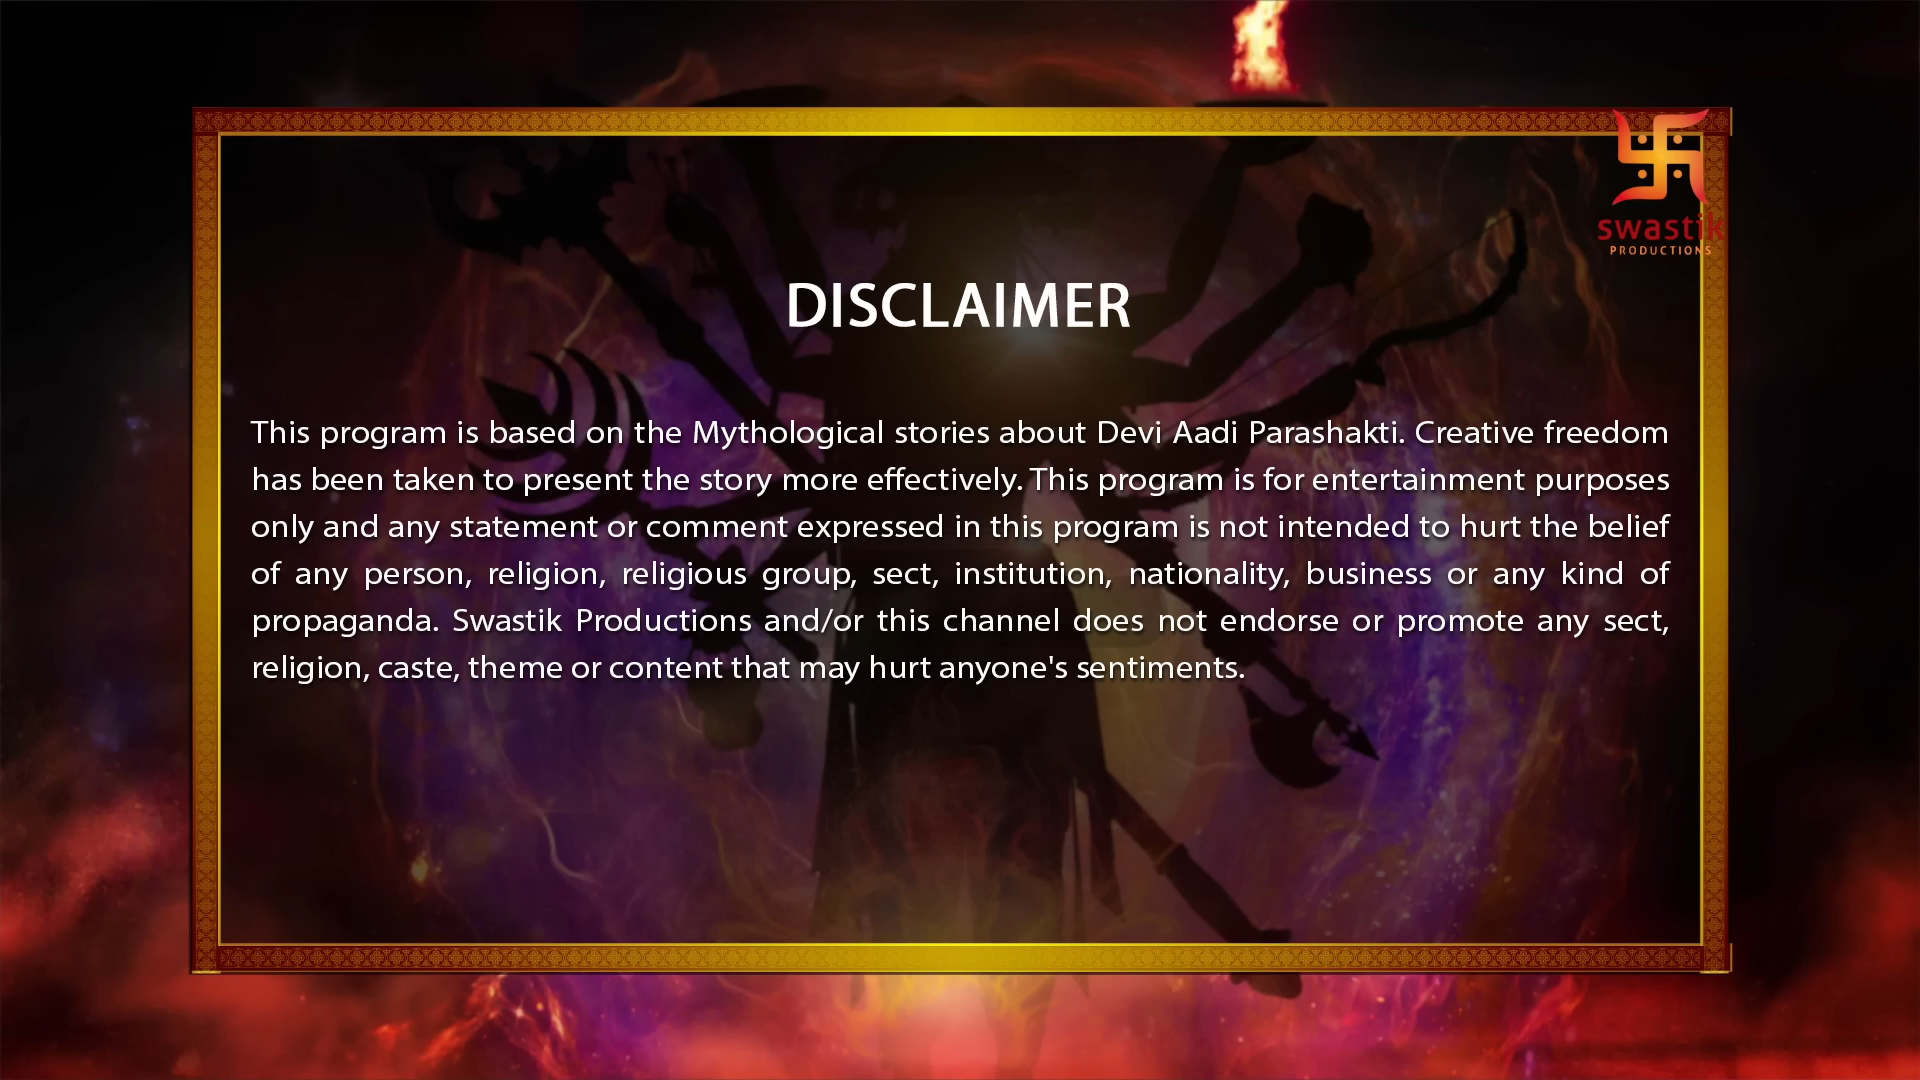 swastik
PRODUCTIONS
DISCLAIMER
This program is based on the Mythological stories about Devi Aadi Parashakti. Creative freedom
has been taken to present the story more effectively. This program is for entertainment purposes
only and any statement or comment expressed in this program is not intended to hurt the belief
of any person, religion, religious group, sect, institution, nationality, business or any kind of
propaganda. Swastik Productions and/or this channel does not endorse or promote any sect,
religion, caste, theme or content that may hurt anyone's sentiments.